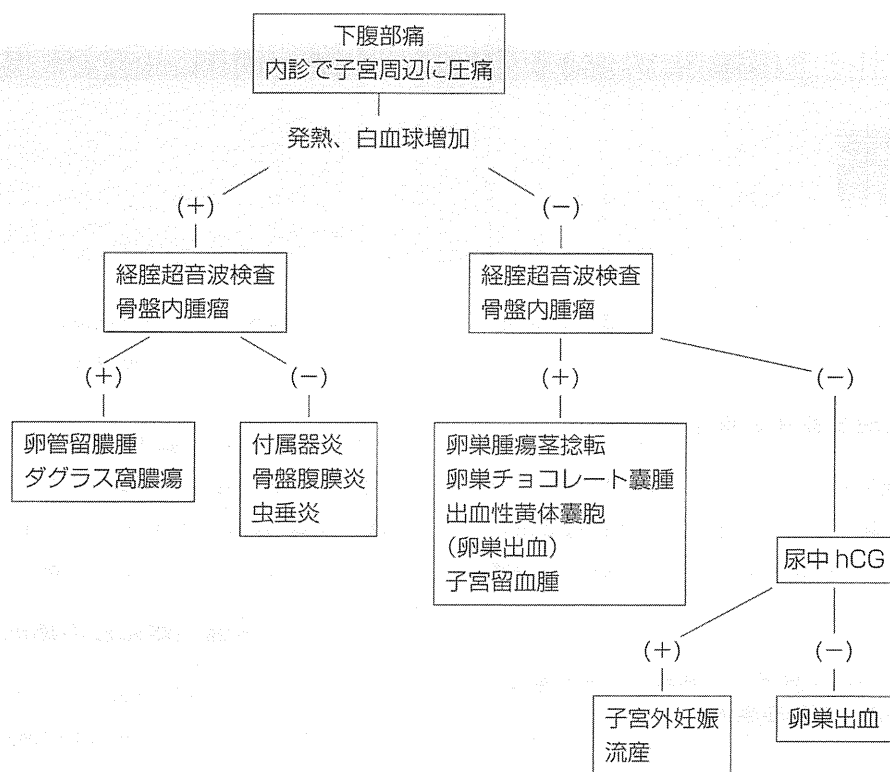 下腹部痛
内診で子宮周辺に圧痛
発熱、白血球増加
(+)
(−)
経腟超音波検査
骨盤内腫瘤
経腟超音波検査
骨盤内腫瘤
(+)
(−)
(+)
(−)
卵管留膿腫
ダグラス窩膿瘍
付属器炎
骨盤腹膜炎
虫垂炎
卵巣腫瘍茎捻転
卵巣チョコレート嚢腫
出血性黄体嚢胞
(卵巣出血)
子宮留血腫
尿中 hCG
(+)
(−)
子宮外妊娠
流産
卵巣出血